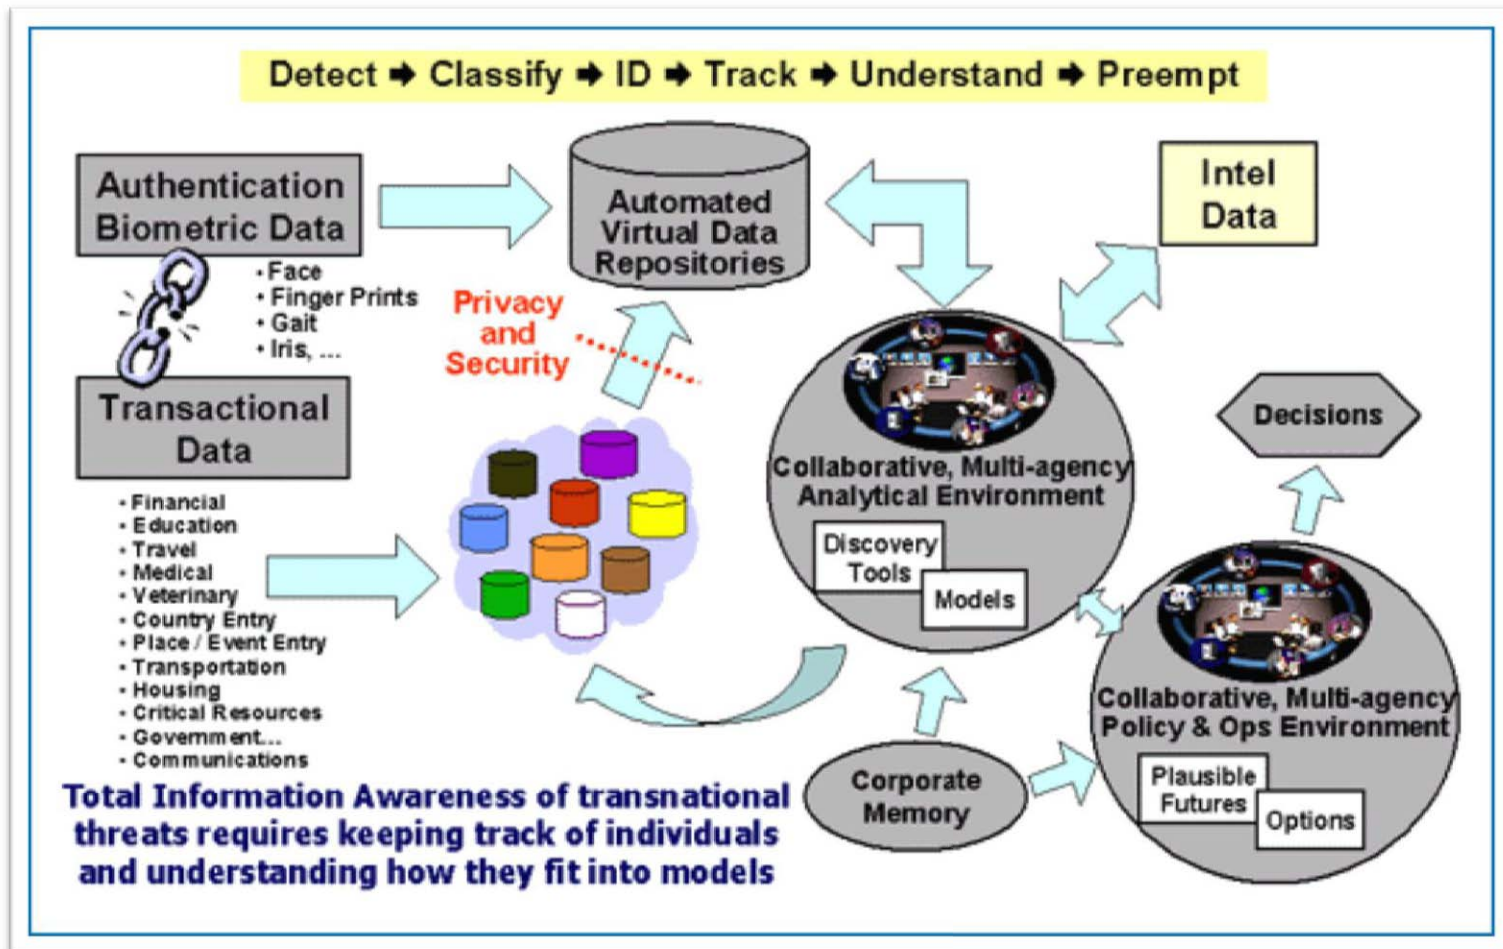 Detect ➔ Classify ➔ ID ➔ Track ➔ Understand ➔ Preempt
Authentication
Biometric Data
• Face
• Finger Prints
• Gait
• Iris, ...
Transactional
Data
• Financial
• Education
• Travel
• Medical
• Veterinary
• Country Entry
• Place / Event Entry
• Transportation
• Housing
• Critical Resources
• Government...
• Communications
Automated
Virtual Data
Repositories
Privacy
and
Security
Intel
Data
Collaborative, Multi-agency
Analytical Environment
Discovery
Tools
Models
Decisions
Collaborative, Multi-agency
Policy & Ops Environment
Plausible
Futures
Options
Corporate
Memory
Total Information Awareness of transnational
threats requires keeping track of individuals
and understanding how they fit into models